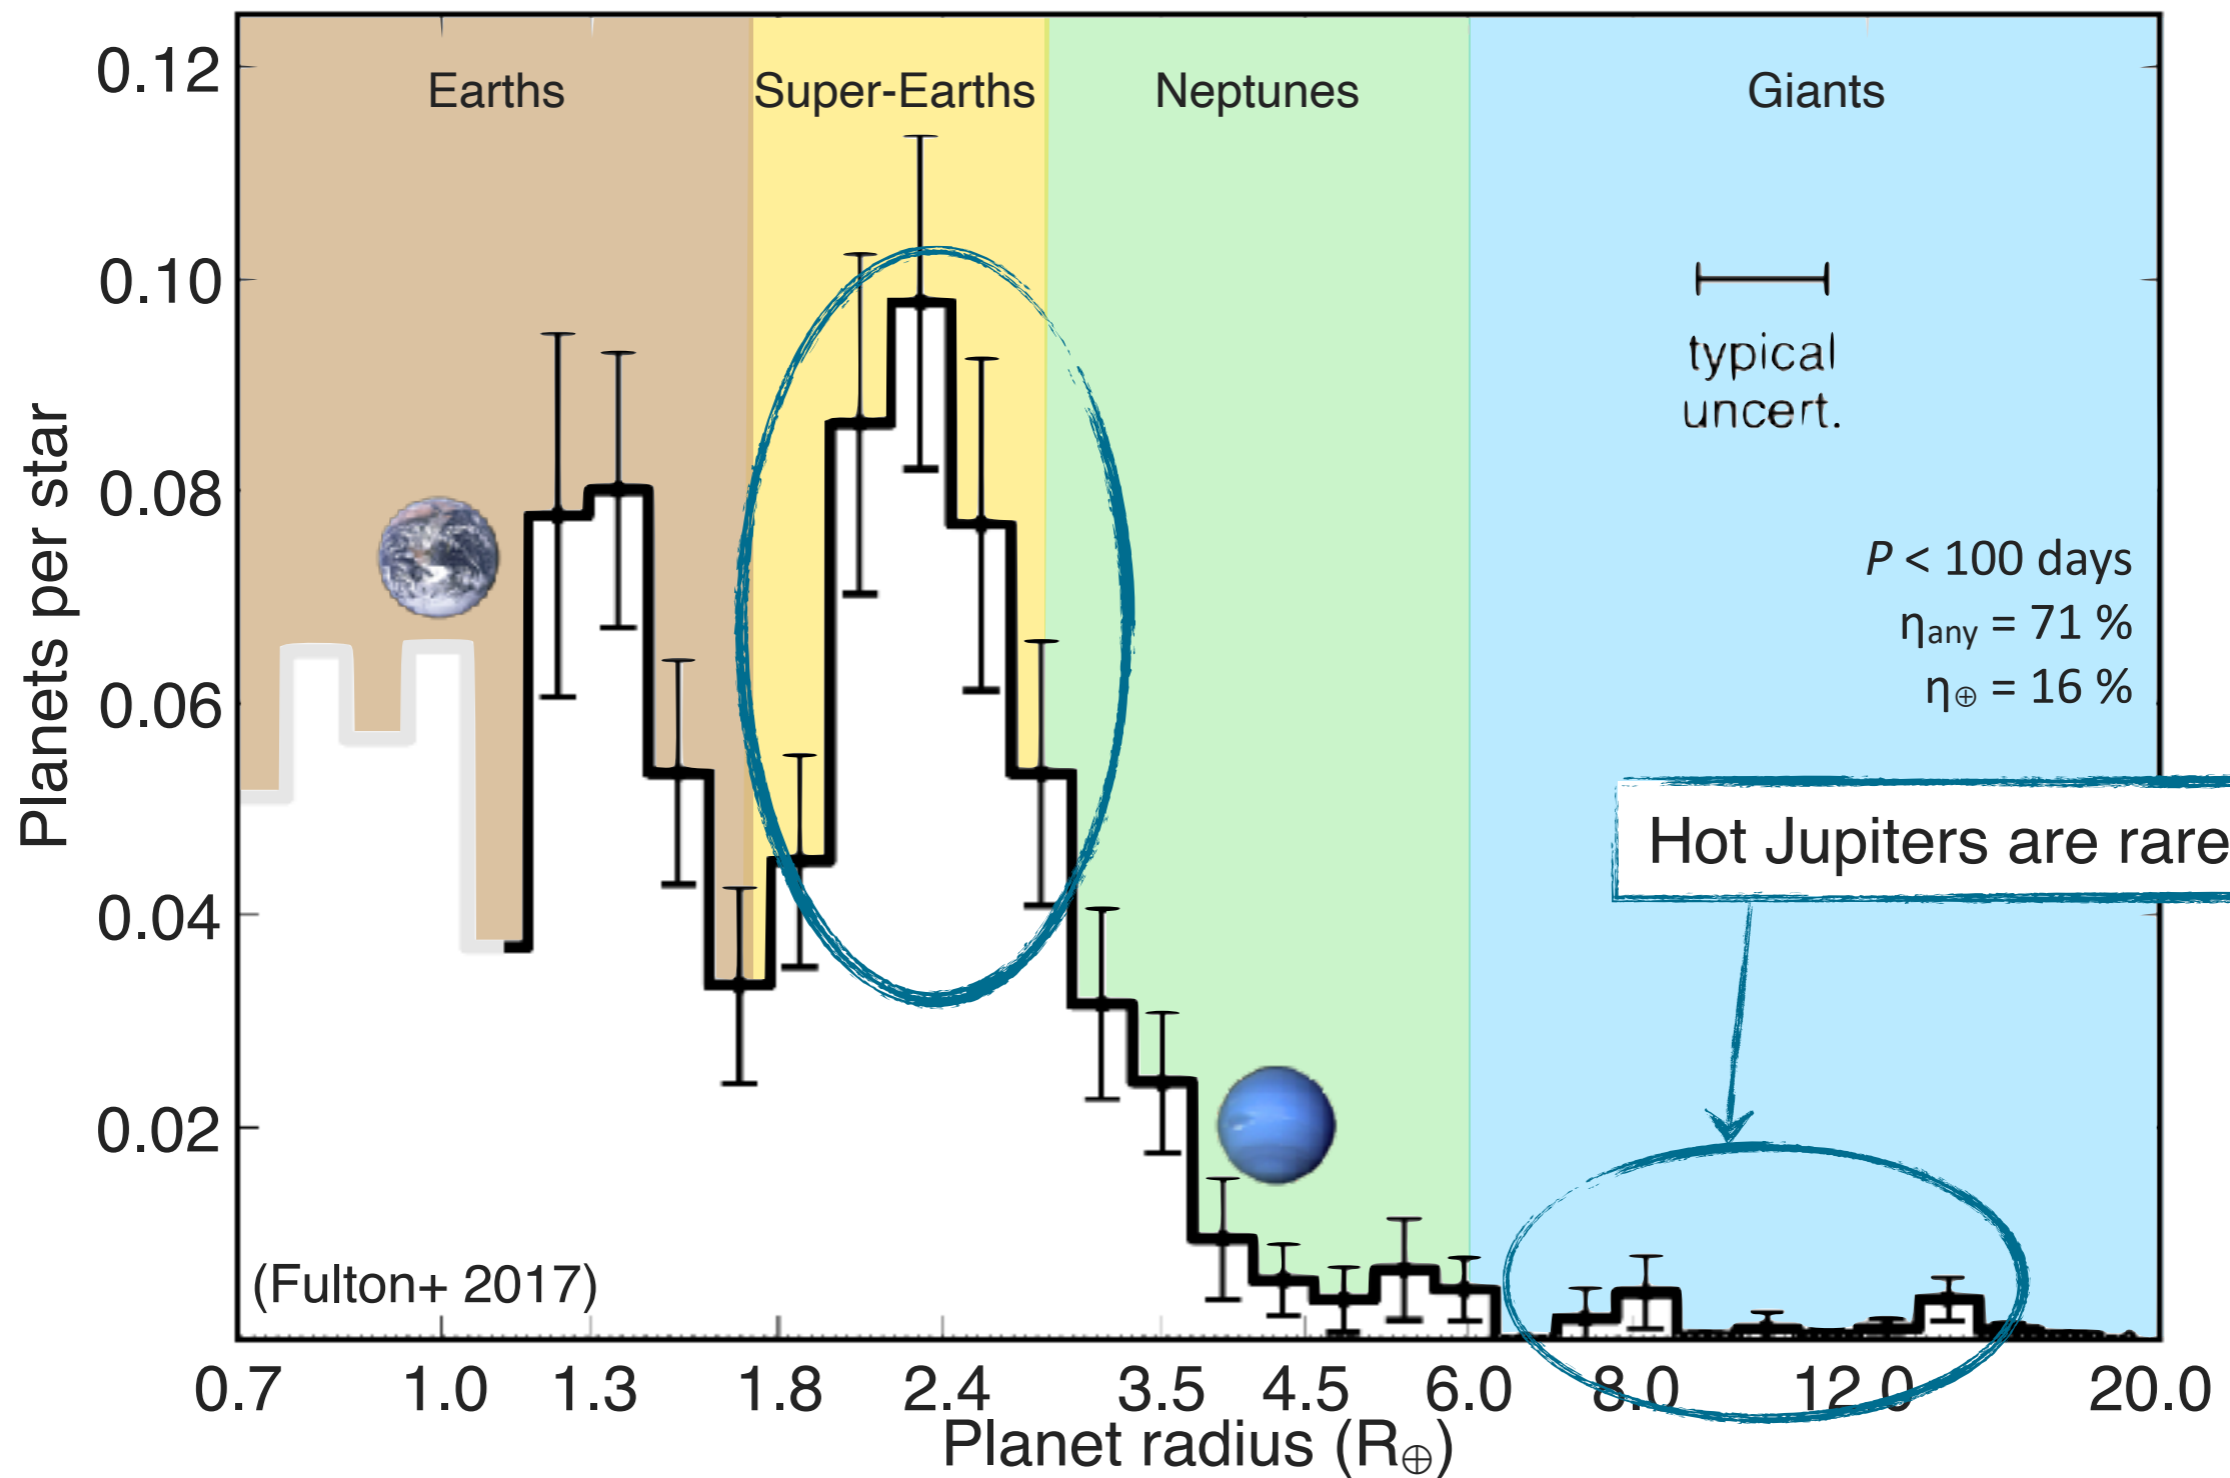 0.12
0.10
0.08
0.06
0.04
0.02
Planets per star
Earths
Super-Earths
Neptunes
Giants
typical
uncert.
P < 100 days
ηany = 71 %
η⊕ = 16 %
Hot Jupiters are rare
(Fulton+ 2017)
0.7 1.0 1.3 1.8 2.4 3.5 4.5 6.0 8.0 12.0 20.0
Planet radius (R⊕)